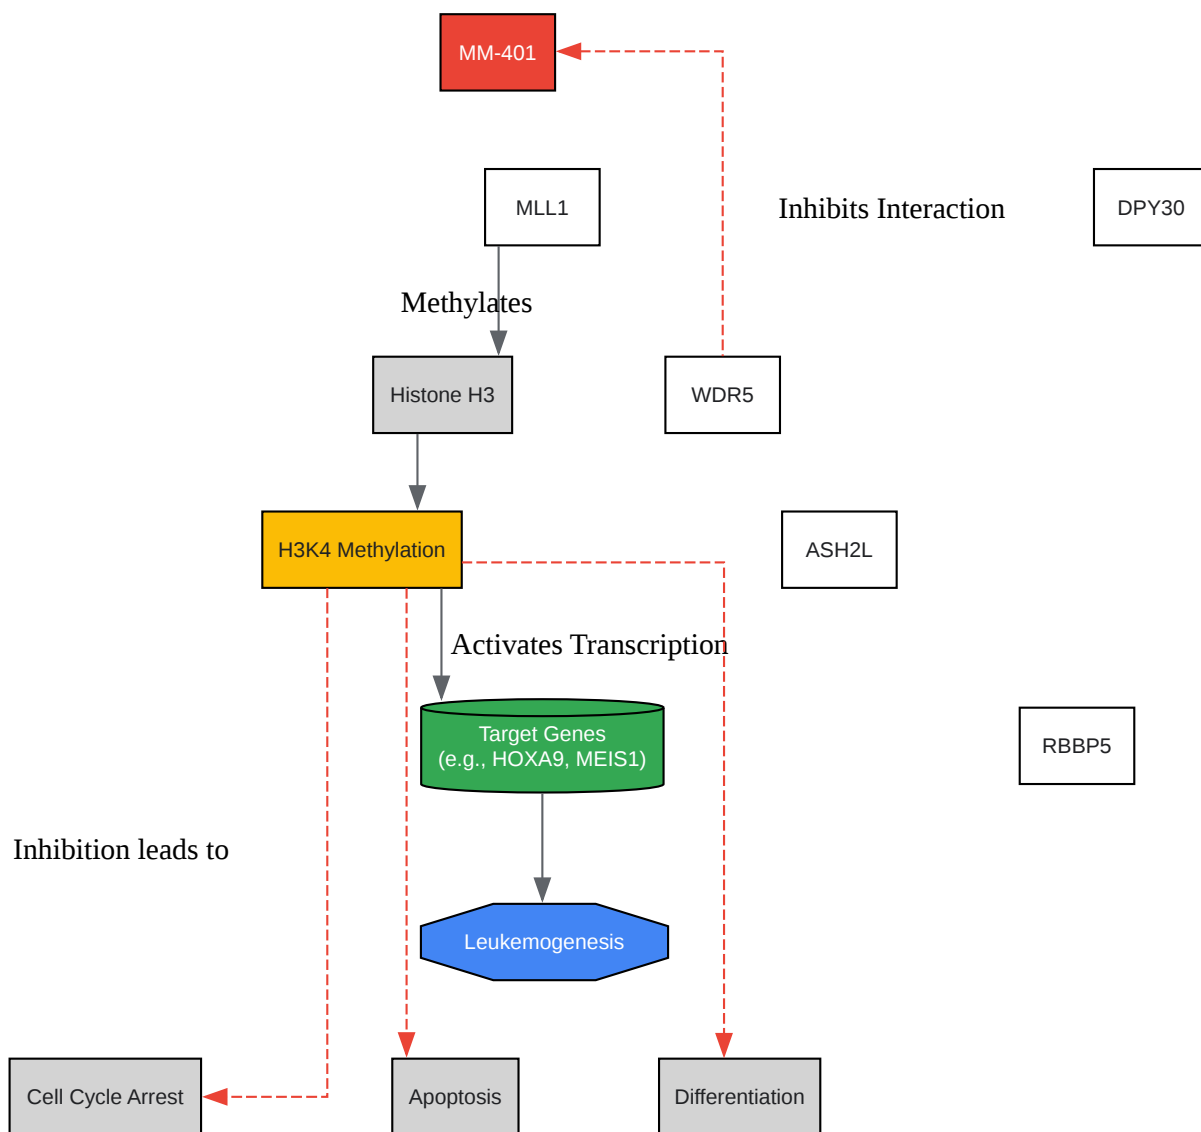 MM-401
MLL1
Inhibits Interaction
DPY30
Methylates
Histone H3
WDR5
H3K4 Methylation
ASH2L
Activates Transcription
Target Genes
(e.g., HOXA9, MEIS1)
RBBP5
Inhibition leads to
Leukemogenesis
Cell Cycle Arrest
Apoptosis
Differentiation